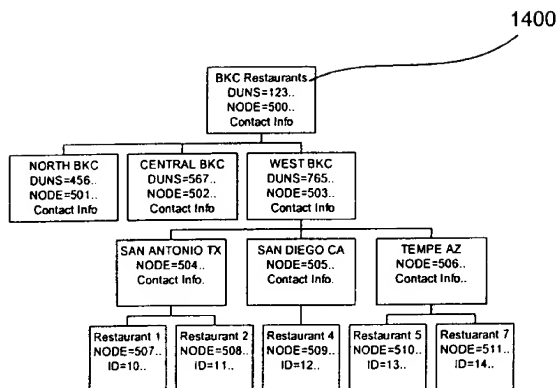 1400
BKC Restaurants
DUNS=123..
NODE=500..
Contact Info
NORTH BKC
DUNS=456..
NODE=501..
Contact Info
CENTRAL BKC
DUNS=567..
NODE=502..
Contact Info
WEST BKC
DUNS=765..
NODE=503..
Contact Info
SAN ANTONIO TX
NODE=504..
Contact Info.
SAN DIEGO CA
NODE=505..
Contact Info.
TEMPE AZ
NODE=506..
Contact Info..
Restaurant 1
NODE=507..
ID=10..
Restaurant 2
NODE=508..
ID=11..
Restaurant 4
NODE=509..
ID=12..
Restaurant 5
NODE=510..
ID=13..
Restuarant 7
NODE=511..
ID=14..